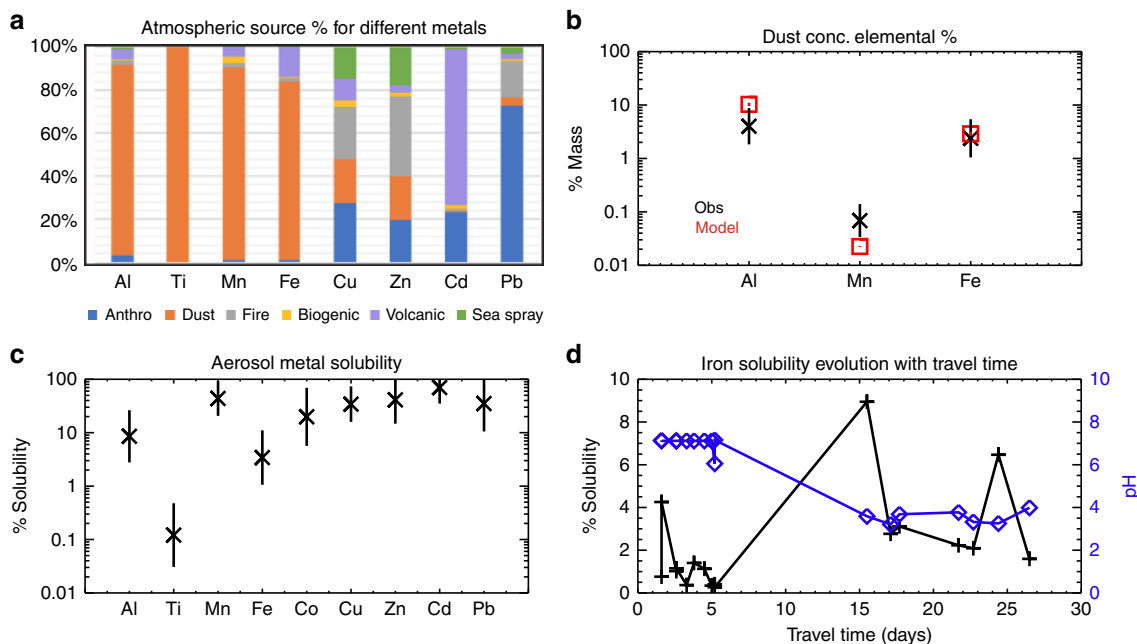 a
Atmospheric source % for different metals
100%
80%
60%
40%
20%
0%
Al Ti Mn Fe Cu Zn Cd Pb
Anthro Dust Fire Biogenic Volcanic Sea spray
b
Dust conc. elemental %
% Mass
100
10
1
0.1
0.01
Obs
Model
Al Mn Fe
c
Aerosol metal solubility
% Solubility
100
10
1
0.1
0.01
Al Ti Mn Fe Co Cu Zn Cd Pb
d
Iron solubility evolution with travel time
% Solubility
10
8
6
4
2
0
10
8
6
4
2
0
pH
0 5 10 15 20 25 30
Travel time (days)